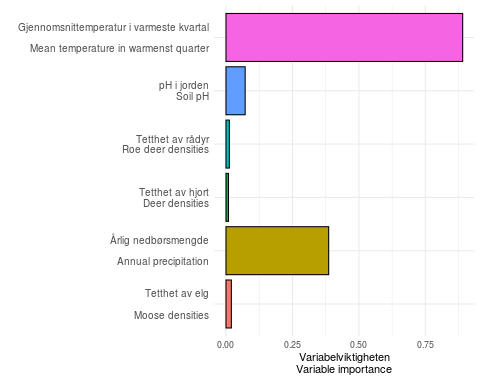 Gjennomsnittemperatur i varmeste kvartal
Mean temperature in warmenst quarter
pH i jorden
Soil pH
Tetthet av rådyr
Roe deer densities
Tetthet av hjort
Deer densities
Årlig nedbørsmengde
Annual precipitation
Tetthet av elg
Moose densities
0.00 0.25 0.50 0.75
Variabelviktigheten
Variable importance